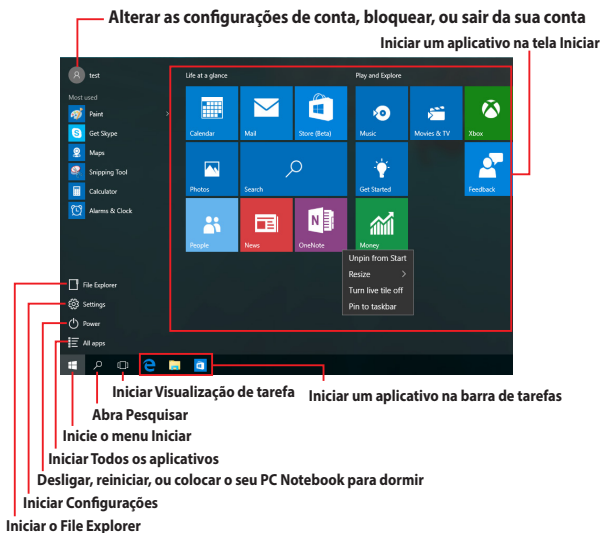 Alterar as configurações de conta, bloquear, ou sair da sua conta
Iniciar um aplicativo na tela Iniciar
test
Most used
Paint
Get Skype
Maps
Snipping Tool
Calculator
Alarms & Clock
File Explorer
Settings
Power
All apps
Life at a glance
Calendar
Mail
Store (Beta)
Photos
Search
People
News
OneNote
Play and Explore
Music
Movies & TV
Xbox
Get Started
Feedback
Money
Unpin from Start
Resize
Turn live tile off
Pin to taskbar
Iniciar Visualização de tarefa
Iniciar um aplicativo na barra de tarefas
Abra Pesquisar
Inicie o menu Iniciar
Iniciar Todos os aplicativos
Desligar, reiniciar, ou colocar o seu PC Notebook para dormir
Iniciar Configurações
Iniciar o File Explorer